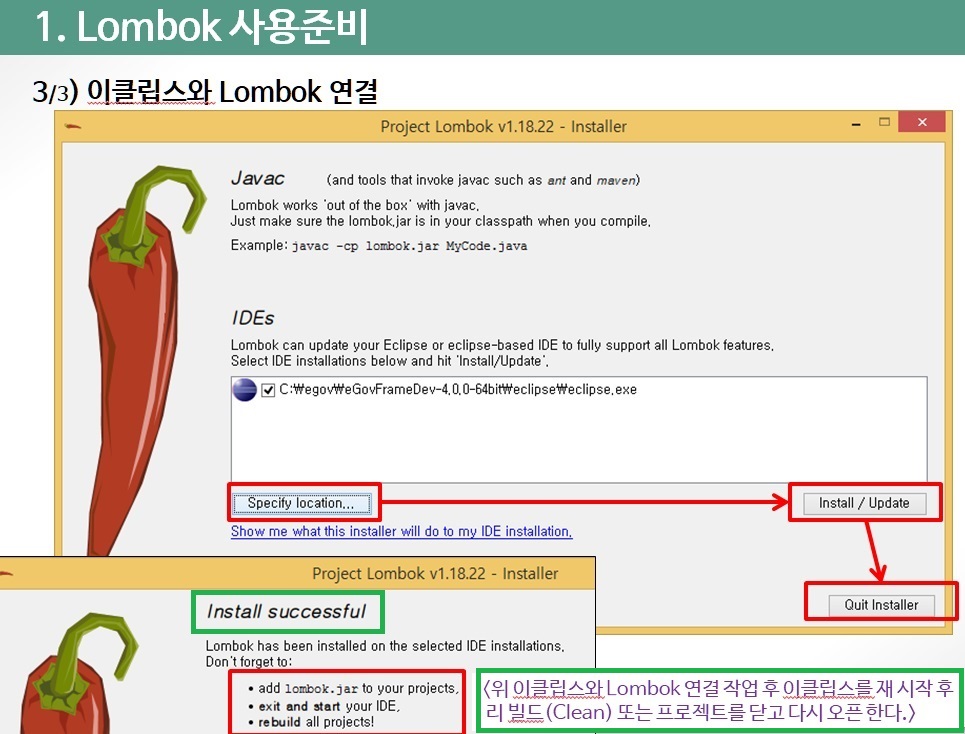 1. Lombok 사용준비
3/3) 이클립스와 Lombok 연결
Project Lombok v1.18.22 - Installer
Javac (and tools that invoke javac such as ant and maven)
Lombok works 'out of the box' with javac.
Just make sure the lombok.jar is in your classpath when you compile.
Example: javac -cp lombok.jar MyCode.java
IDEs
Lombok can update your Eclipse or eclipse-based IDE to fully support all Lombok features.
Select IDE installations below and hit 'Install/Update'.
C:₩egov₩eGovFrameDev-4.0.0-64bit₩eclipse₩eclipse.exe
Specify location...
Install / Update
Show me what this installer will do to my IDE installation.
Quit Installer
Project Lombok v1.18.22 - Installer
Install successful
Lombok has been installed on the selected IDE installations.
Don't forget to:
• add lombok.jar to your projects,
• exit and start your IDE,
• rebuild all projects!
〈위 이클립스와 Lombok 연결 작업 후 이클립스를 재 시작 후
리 빌드(Clean) 또는 프로젝트를 닫고 다시 오픈 한다.〉